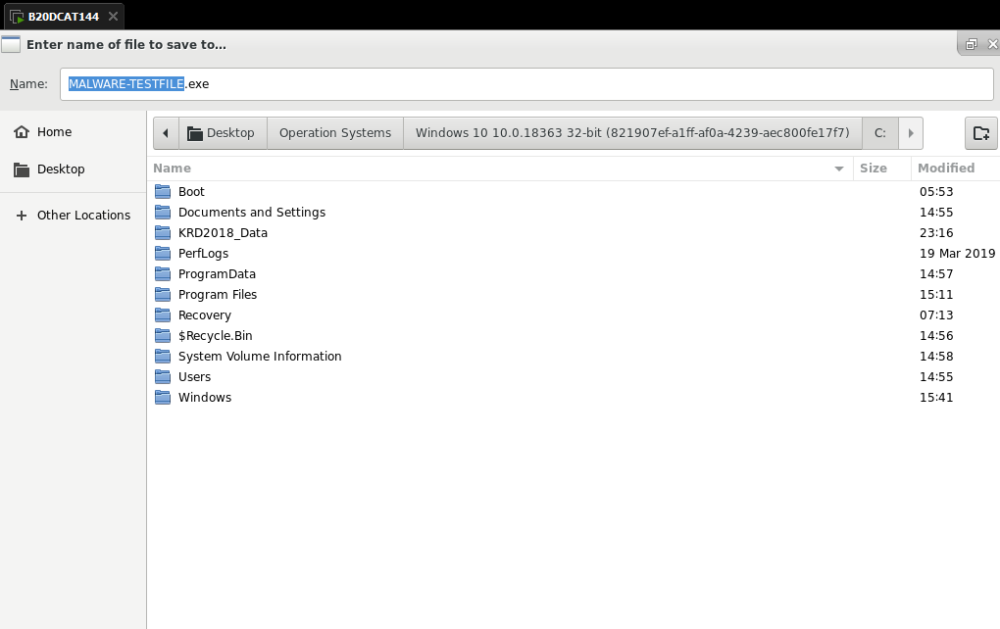 B20DCAT144
Enter name of file to save to...
Name: MALWARE-TESTFILE.exe
Home
Desktop
Other Locations
Desktop Operation Systems Windows 10 10.0.18363 32-bit (821907ef-a1ff-af0a-4239-aec800fe17f7) C:
Name Size Modified
Boot 05:53
Documents and Settings 14:55
KRD2018_Data 23:16
PerfLogs 19 Mar 2019
ProgramData 14:57
Program Files 15:11
Recovery 07:13
$Recycle.Bin 14:56
System Volume Information 14:58
Users 14:55
Windows 15:41